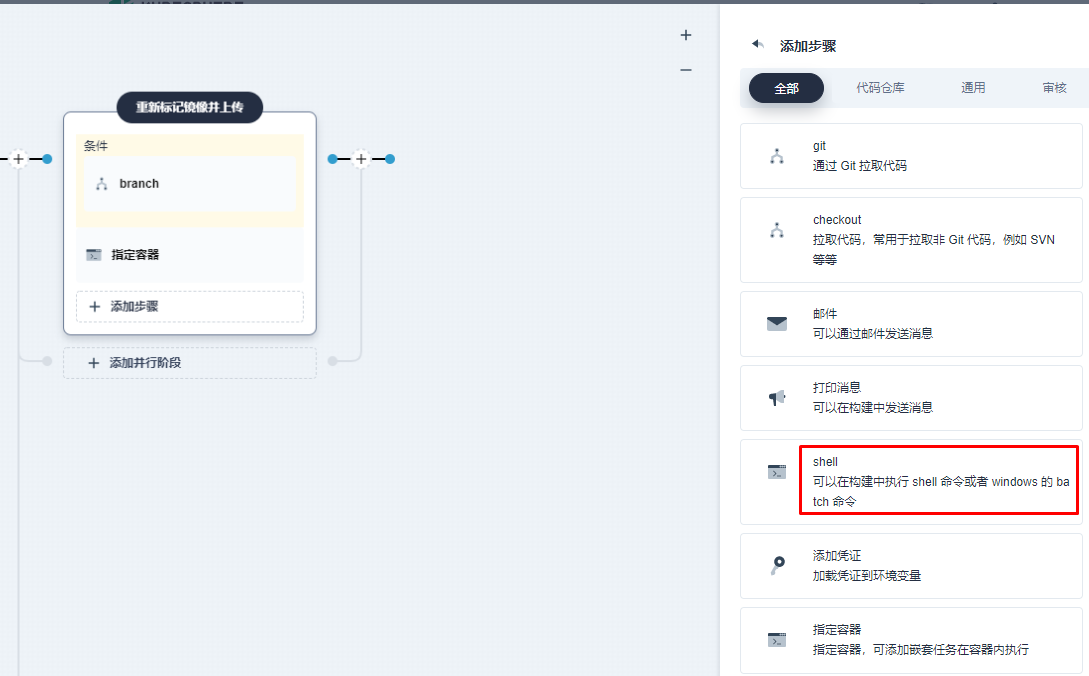 重新标记镜像并上传
条件
branch
指定容器
添加步骤
添加并行阶段
添加步骤
全部
代码仓库
通用
审核
git
通过 Git 拉取代码
checkout
拉取代码，常用于拉取非 Git 代码，例如 SVN
等等
邮件
可以通过邮件发送消息
打印消息
可以在构建中发送消息
shell
可以在构建中执行 shell 命令或者 windows 的 ba
tch 命令
添加凭证
加载凭证到环境变量
指定容器
指定容器，可添加嵌套任务在容器内执行